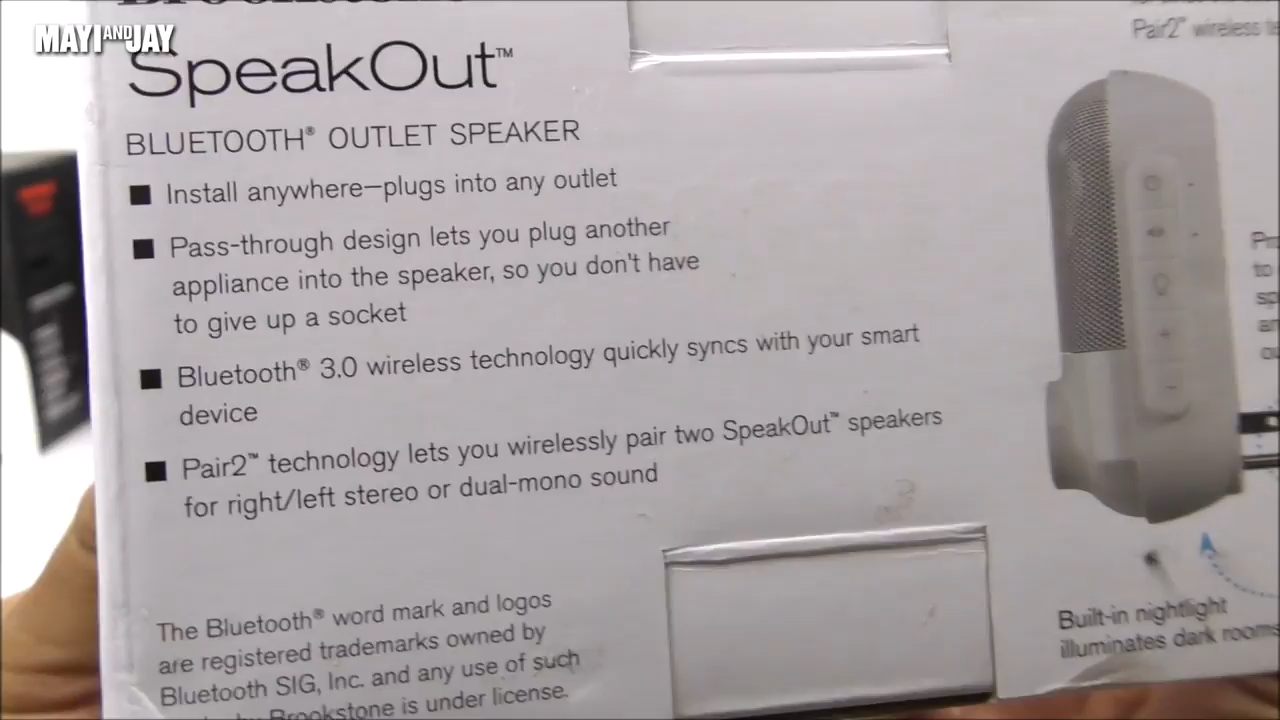 MAYI AND JAY
Brookstone
SpeakOut™
BLUETOOTH® OUTLET SPEAKER
■ Install anywhere—plugs into any outlet
■ Pass-through design lets you plug another
appliance into the speaker, so you don't have
to give up a socket
■ Bluetooth® 3.0 wireless technology quickly syncs with your smart
device
■ Pair2™ technology lets you wirelessly pair two SpeakOut™ speakers
for right/left stereo or dual-mono sound
The Bluetooth® word mark and logos
are registered trademarks owned by
Bluetooth SIG, Inc. and any use of such
by Brookstone is under license.
Pair2™ wireless
to
Built-in nightlight
illuminates dark rooms